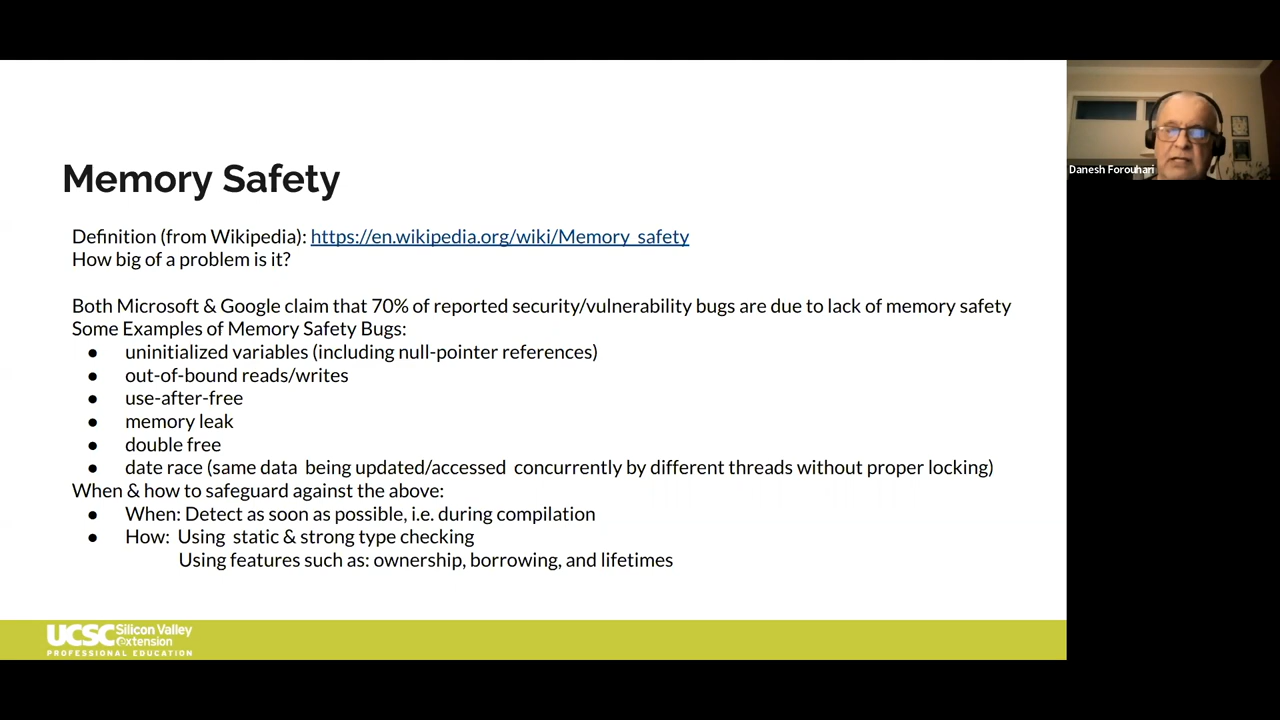 Memory Safety
Definition (from Wikipedia): https://en.wikipedia.org/wiki/Memory_safety
How big of a problem is it?
Both Microsoft & Google claim that 70% of reported security/vulnerability bugs are due to lack of memory safety
Some Examples of Memory Safety Bugs:
● uninitialized variables (including null-pointer references)
● out-of-bound reads/writes
● use-after-free
● memory leak
● double free
● date race (same data being updated/accessed concurrently by different threads without proper locking)
When & how to safeguard against the above:
● When: Detect as soon as possible, i.e. during compilation
● How: Using static & strong type checking
Using features such as: ownership, borrowing, and lifetimes
UCSC Silicon Valley
extension
PROFESSIONAL EDUCATION
Danesh Forouhari